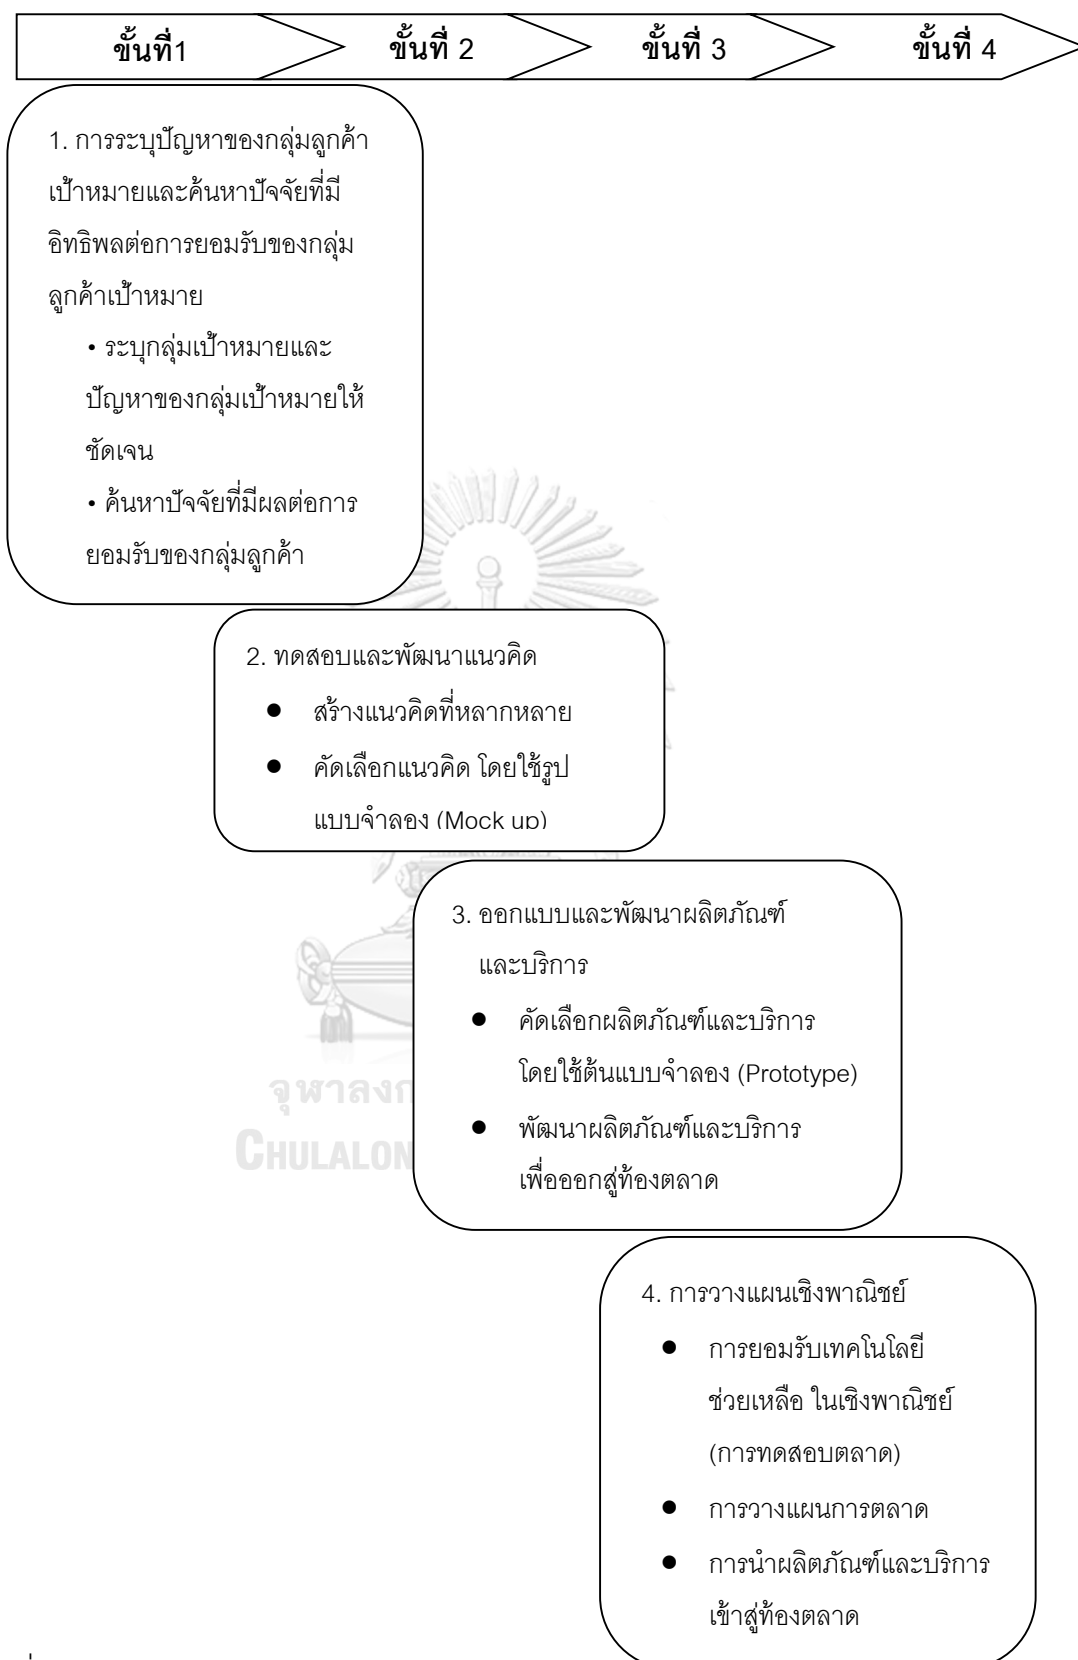 ขั้นที่1 ขั้นที่ 2 ขั้นที่ 3 ขั้นที่ 4
1. การระบุปัญหาของกลุ่มลูกค้า
เป้าหมายและค้นหาปัจจัยที่มี
อิทธิพลต่อการยอมรับของกลุ่ม
ลูกค้าเป้าหมาย
• ระบุกลุ่มเป้าหมายและ
ปัญหาของกลุ่มเป้าหมายให้
ชัดเจน
• ค้นหาปัจจัยที่มีผลต่อการ
ยอมรับของกลุ่มลูกค้า
2. ทดสอบและพัฒนาแนวคิด
● สร้างแนวคิดที่หลากหลาย
● คัดเลือกแนวคิด โดยใช้รูป
แบบจำลอง (Mock up)
3. ออกแบบและพัฒนาผลิตภัณฑ์
และบริการ
● คัดเลือกผลิตภัณฑ์และบริการ
โดยใช้ต้นแบบจำลอง (Prototype)
● พัฒนาผลิตภัณฑ์และบริการ
เพื่อออกสู่ท้องตลาด
จุฬาลงก
CHULALON
4. การวางแผนเชิงพาณิชย์
● การยอมรับเทคโนโลยี
ช่วยเหลือ ในเชิงพาณิชย์
(การทดสอบตลาด)
● การวางแผนการตลาด
● การนำผลิตภัณฑ์และบริการ
เข้าสู่ท้องตลาด